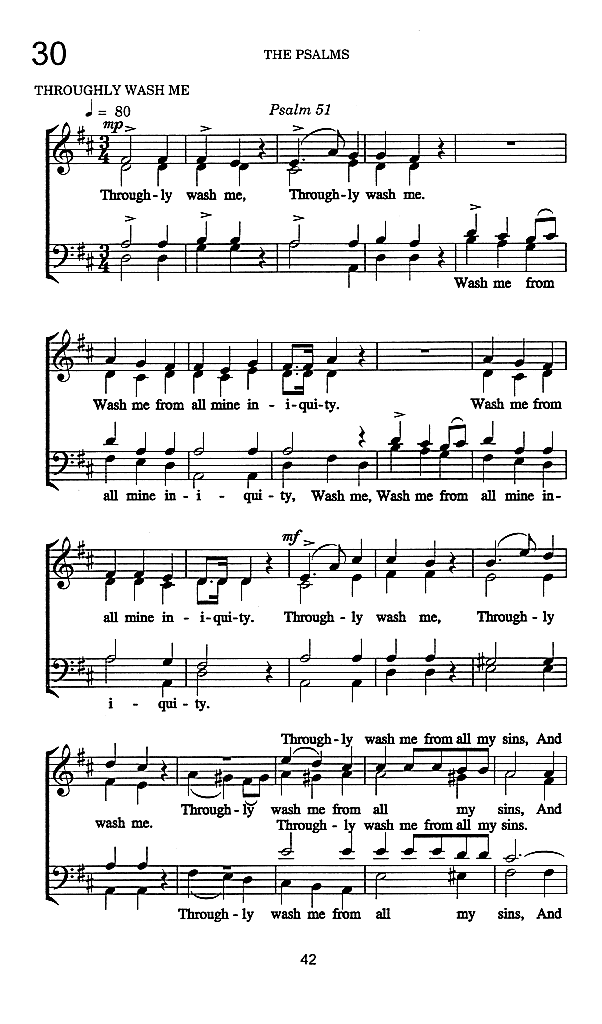 30
THE PSALMS
THROUGHLY WASH ME
♩ = 80
Psalm 51
mp
3/4
Through - ly wash me, Through - ly wash me.
3/4
Wash me from
Wash me from all mine in - i - qui - ty. Wash me from
all mine in - i - qui - ty, Wash me, Wash me from all mine in-
mf
all mine in - i - qui - ty. Through - ly wash me, Through - ly
i - qui - ty.
Through - ly wash me from all my sins, And
Through - ly wash me from all my sins, And
wash me. Through - ly wash me from all my sins.
Through - ly wash me from all my sins, And
42